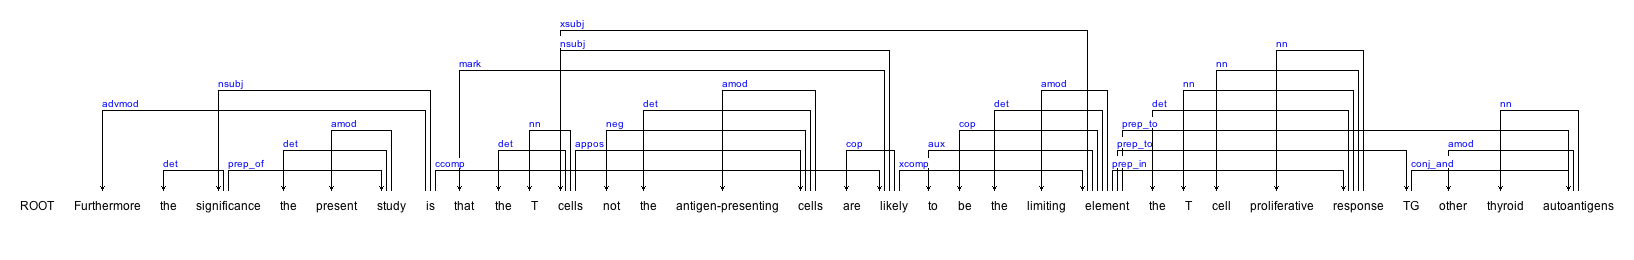 xsubj
nsubj nn
mark nn
nsubj amod amod nn
advmod det det det nn
amod nn neg cop prep_to
det det appos cop aux prep_to amod
det prep_of ccomp xcomp prep_in conj_and
ROOT Furthermore the significance the present study is that the T cells not the antigen-presenting cells are likely to be the limiting element the T cell proliferative response TG other thyroid autoantigens